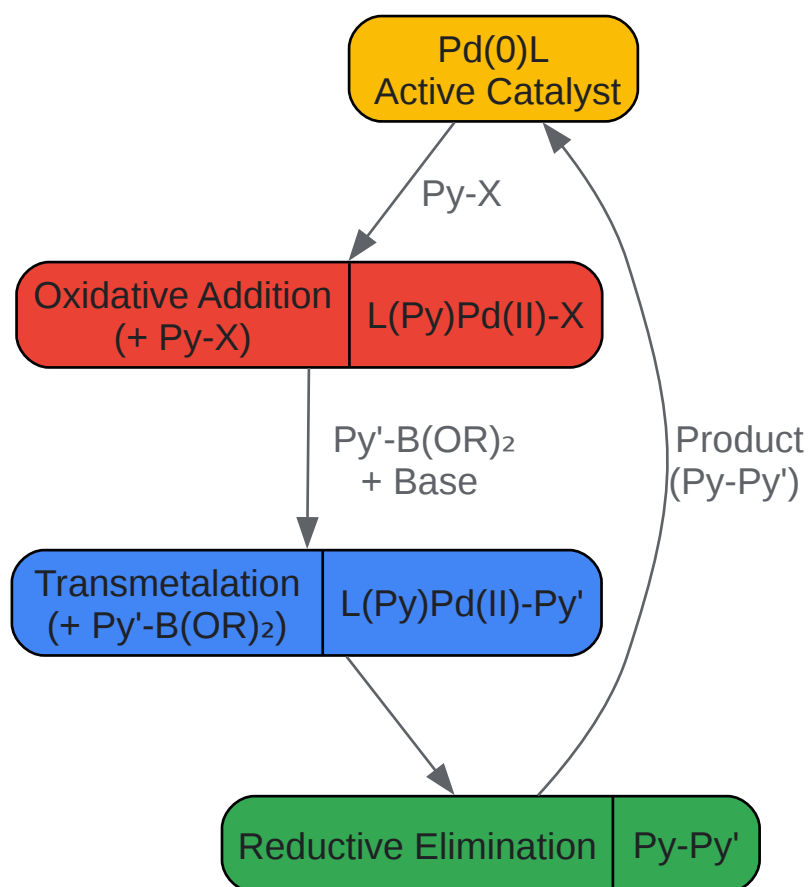 Pd(0)L
Active Catalyst
Py-X
Oxidative Addition
(+ Py-X)
L(Py)Pd(II)-X
Py'-B(OR)₂
+ Base
Product
(Py-Py')
Transmetalation
(+ Py'-B(OR)₂)
L(Py)Pd(II)-Py'
Reductive Elimination
Py-Py'